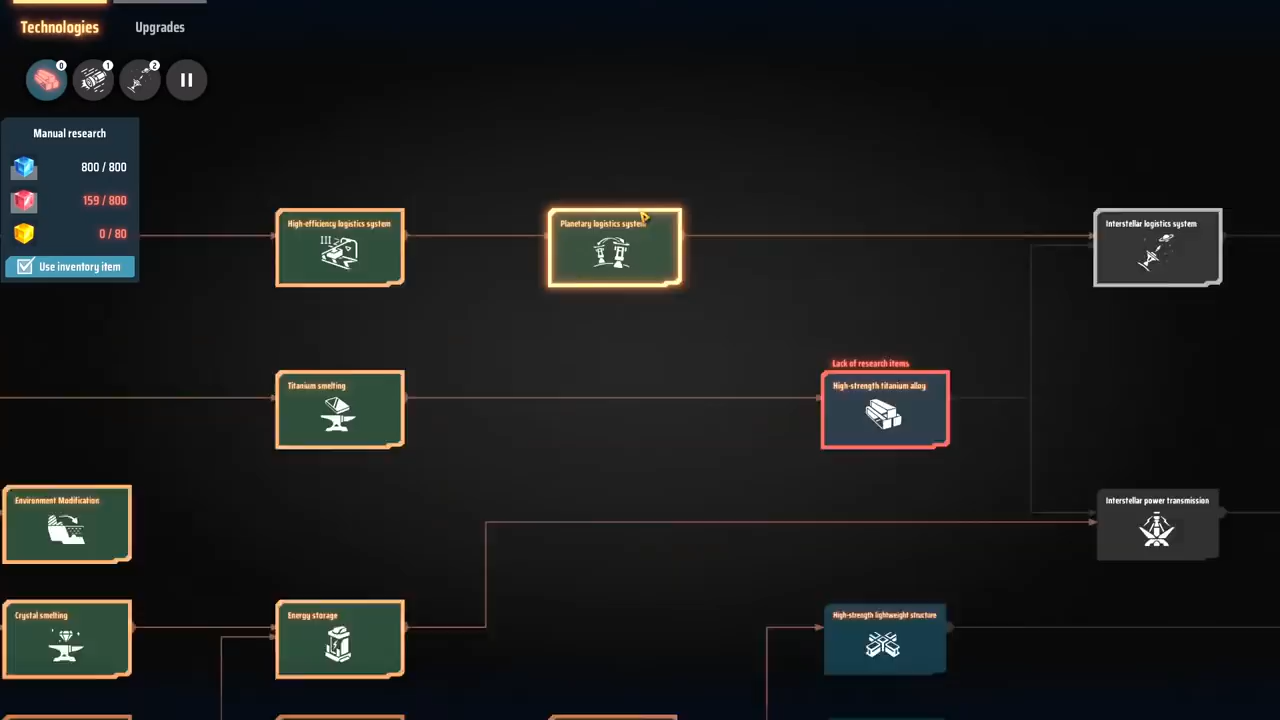 Technologies
Upgrades
0
1
2
Manual research
800 / 800
159 / 800
0 / 80
Use inventory item
High-efficiency logistics system
III
Planetary logistics system
Interstellar logistics system
Lack of research items
Titanium smelting
High-strength titanium alloy
Environment Modification
Interstellar power transmission
Crystal smelting
Energy storage
High-strength lightweight structure